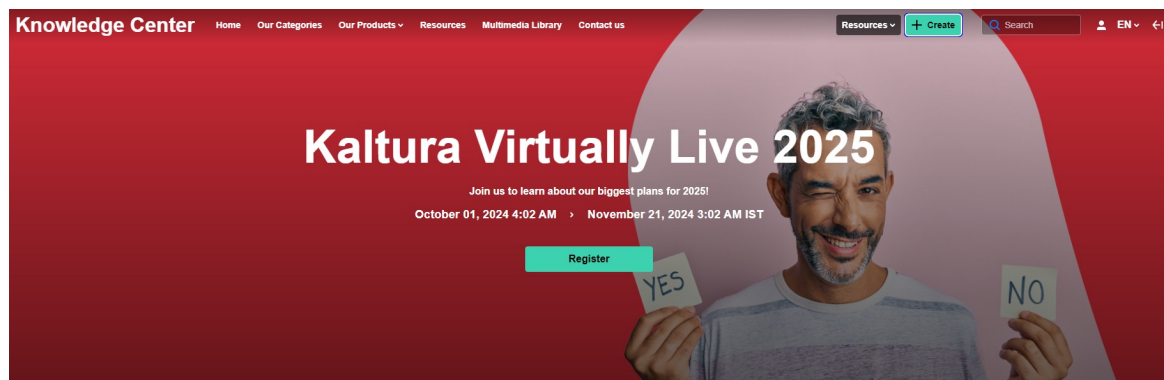 Knowledge Center Home Our Categories Our Products Resources Multimedia Library Contact us Resources + Create Search EN
Kaltura Virtually Live 2025
Join us to learn about our biggest plans for 2025!
October 01, 2024 4:02 AM › November 21, 2024 3:02 AM IST
Register
YES
NO